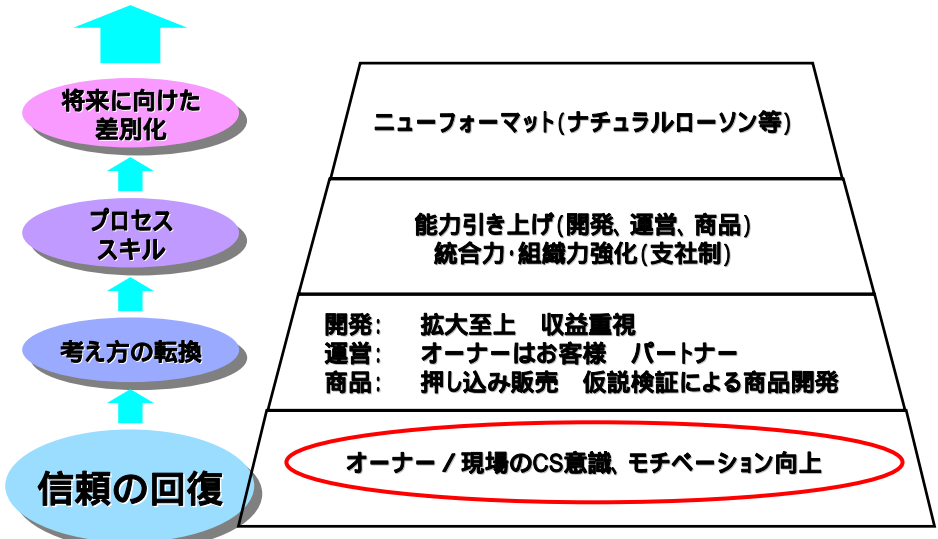 将来に向けた
差別化
ニューフォーマット(ナチュラルローソン等)
プロセス
スキル
能力引き上げ(開発、運営、商品)
統合力・組織力強化(支社制)
考え方の転換
開発: 拡大至上 収益重視
運営: オーナーはお客様 パートナー
商品: 押し込み販売 仮説検証による商品開発
信頼の回復
オーナー/現場のCS意識、モチベーション向上